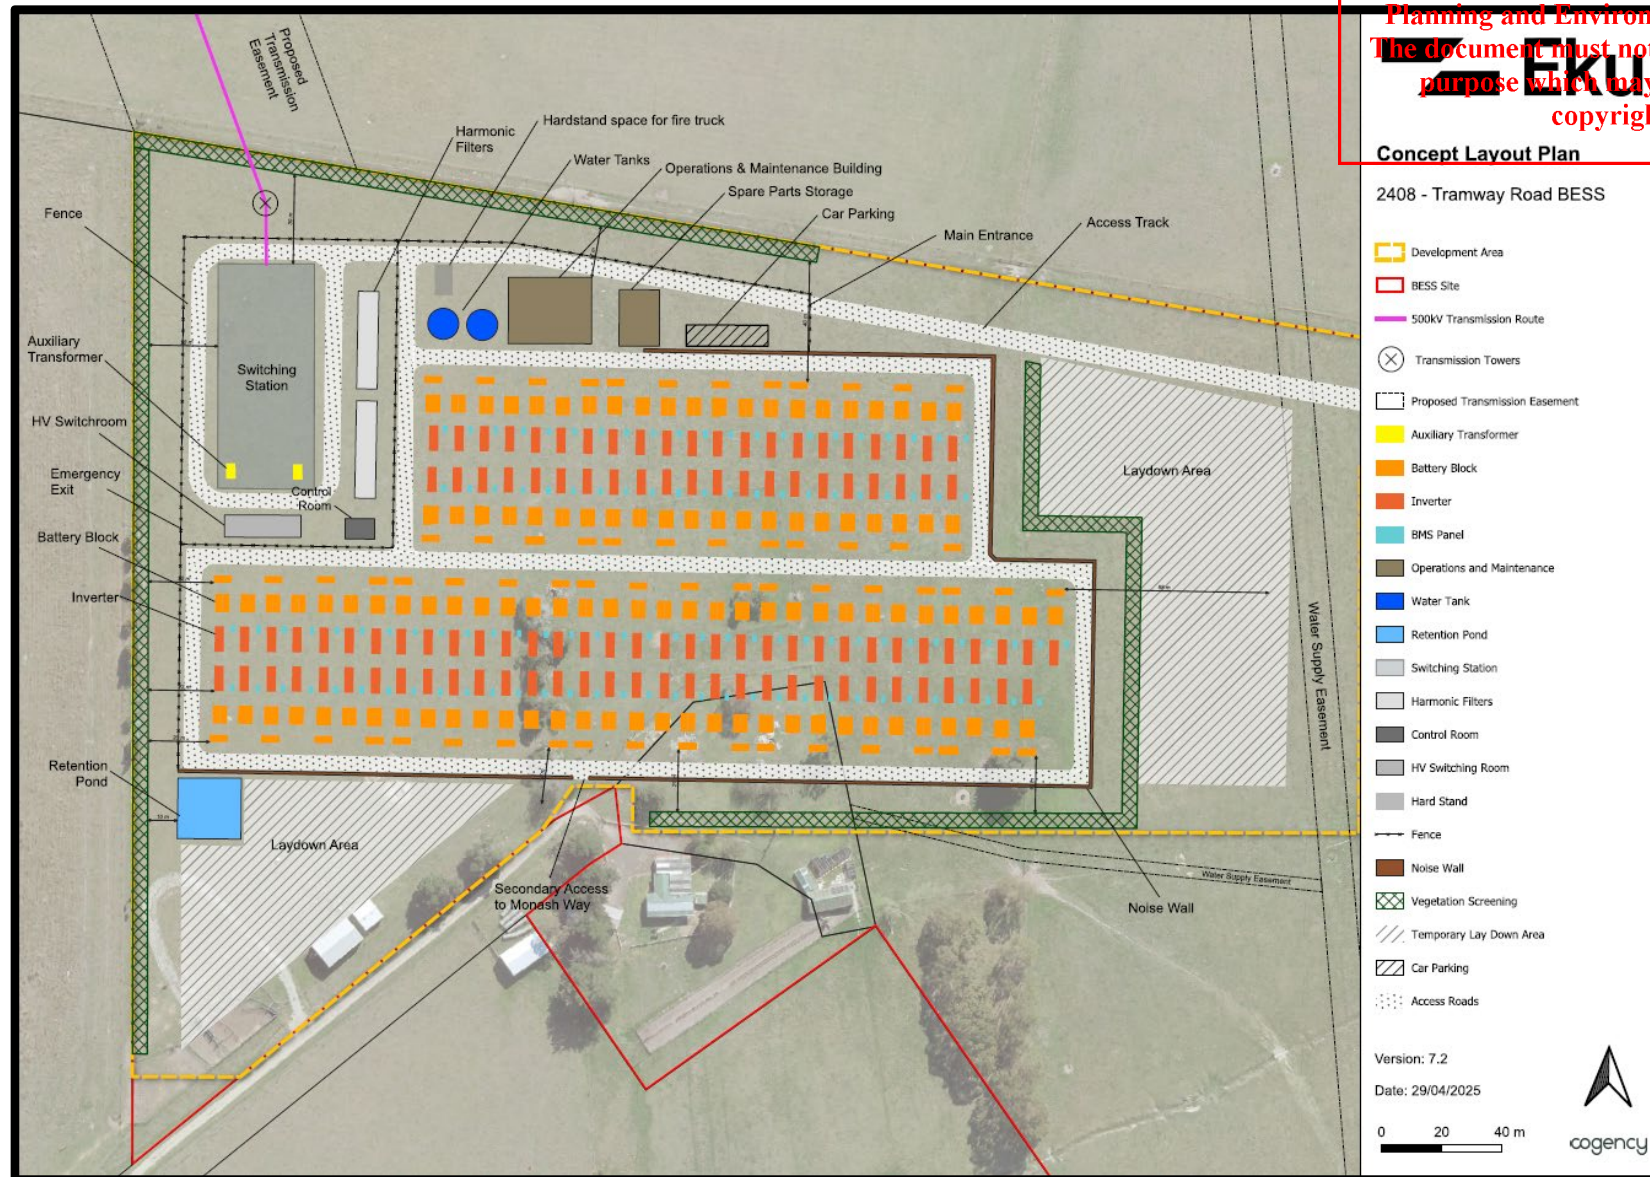 Planning and Environ
The document must not
purpose which may
copyrigh
Eku
Concept Layout Plan
2408 - Tramway Road BESS
Development Area
BESS Site
500kV Transmission Route
Transmission Towers
Proposed Transmission Easement
Auxiliary Transformer
Battery Block
Inverter
BMS Panel
Operations and Maintenance
Water Tank
Retention Pond
Switching Station
Harmonic Filters
Control Room
HV Switching Room
Hard Stand
Fence
Noise Wall
Vegetation Screening
Temporary Lay Down Area
Car Parking
Access Roads
Version: 7.2
Date: 29/04/2025
0 20 40 m
cogency
Proposed
Transmission
Easement
Harmonic
Filters
Hardstand space for fire truck
Water Tanks
Operations & Maintenance Building
Spare Parts Storage
Car Parking
Main Entrance
Access Track
Fence
Auxiliary
Transformer
Switching
Station
HV Switchroom
Emergency
Exit
Control
Room
Battery Block
Inverter
Laydown Area
Water Supply Easement
Retention
Pond
10 m
Laydown Area
Secondary Access
to Monash Way
Water Supply Easement
Noise Wall